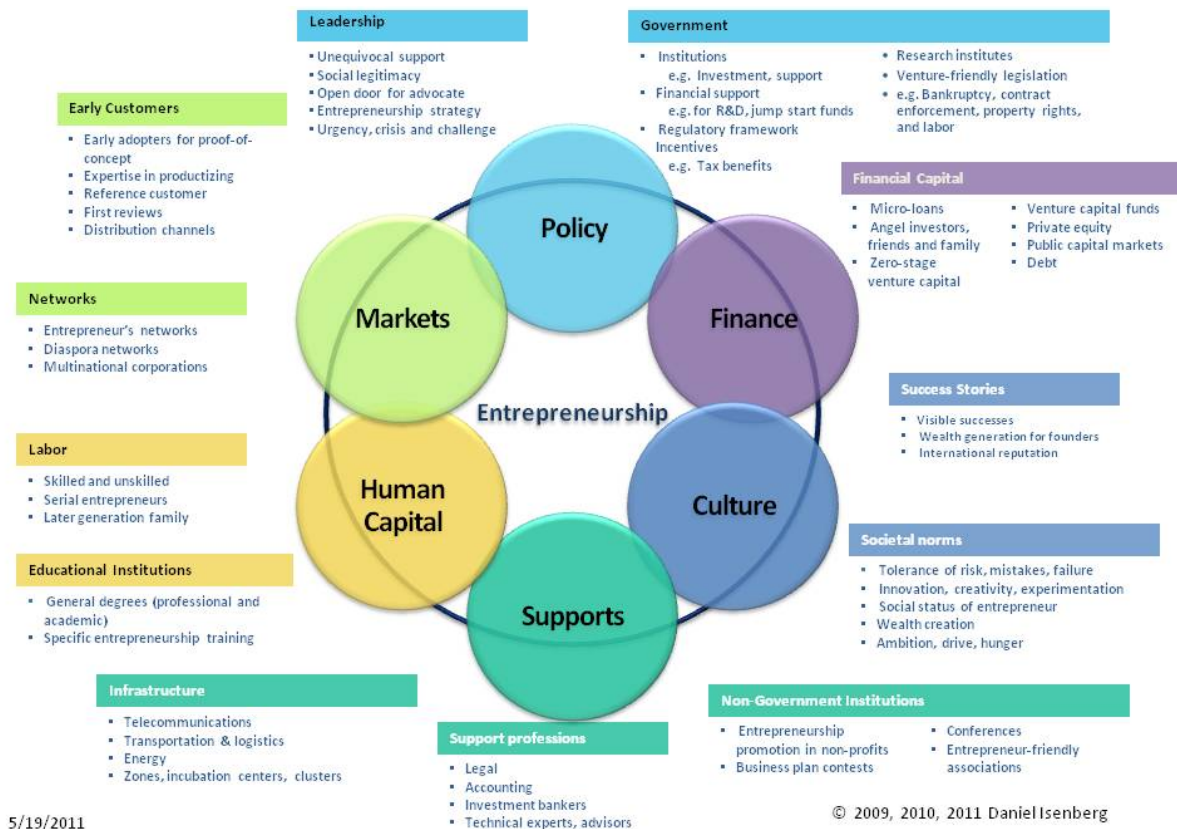 Leadership
▪ Unequivocal support
▪ Social legitimacy
▪ Open door for advocate
▪ Entrepreneurship strategy
▪ Urgency, crisis and challenge
Government
▪ Institutions
e.g. Investment, support
▪ Financial support
e.g. for R&D, jump start funds
▪ Regulatory framework
Incentives
e.g. Tax benefits
• Research institutes
• Venture-friendly legislation
• e.g. Bankruptcy, contract
enforcement, property rights,
and labor
Early Customers
▪ Early adopters for proof-of-
concept
▪ Expertise in productizing
▪ Reference customer
▪ First reviews
▪ Distribution channels
Financial Capital
▪ Micro-loans
▪ Angel investors,
friends and family
▪ Zero-stage
venture capital
▪ Venture capital funds
▪ Private equity
▪ Public capital markets
▪ Debt
Policy
Markets
Finance
Networks
▪ Entrepreneur's networks
▪ Diaspora networks
▪ Multinational corporations
Entrepreneurship
Success Stories
▪ Visible successes
▪ Wealth generation for founders
▪ International reputation
Labor
▪ Skilled and unskilled
▪ Serial entrepreneurs
▪ Later generation family
Human
Capital
Culture
Supports
Societal norms
▪ Tolerance of risk, mistakes, failure
▪ Innovation, creativity, experimentation
▪ Social status of entrepreneur
▪ Wealth creation
▪ Ambition, drive, hunger
Educational Institutions
▪ General degrees (professional and
academic)
▪ Specific entrepreneurship training
Infrastructure
▪ Telecommunications
▪ Transportation & logistics
▪ Energy
▪ Zones, incubation centers, clusters
Support professions
▪ Legal
▪ Accounting
▪ Investment bankers
▪ Technical experts, advisors
Non-Government Institutions
▪ Entrepreneurship
promotion in non-profits
▪ Business plan contests
▪ Conferences
▪ Entrepreneur-friendly
associations
5/19/2011
© 2009, 2010, 2011 Daniel Isenberg